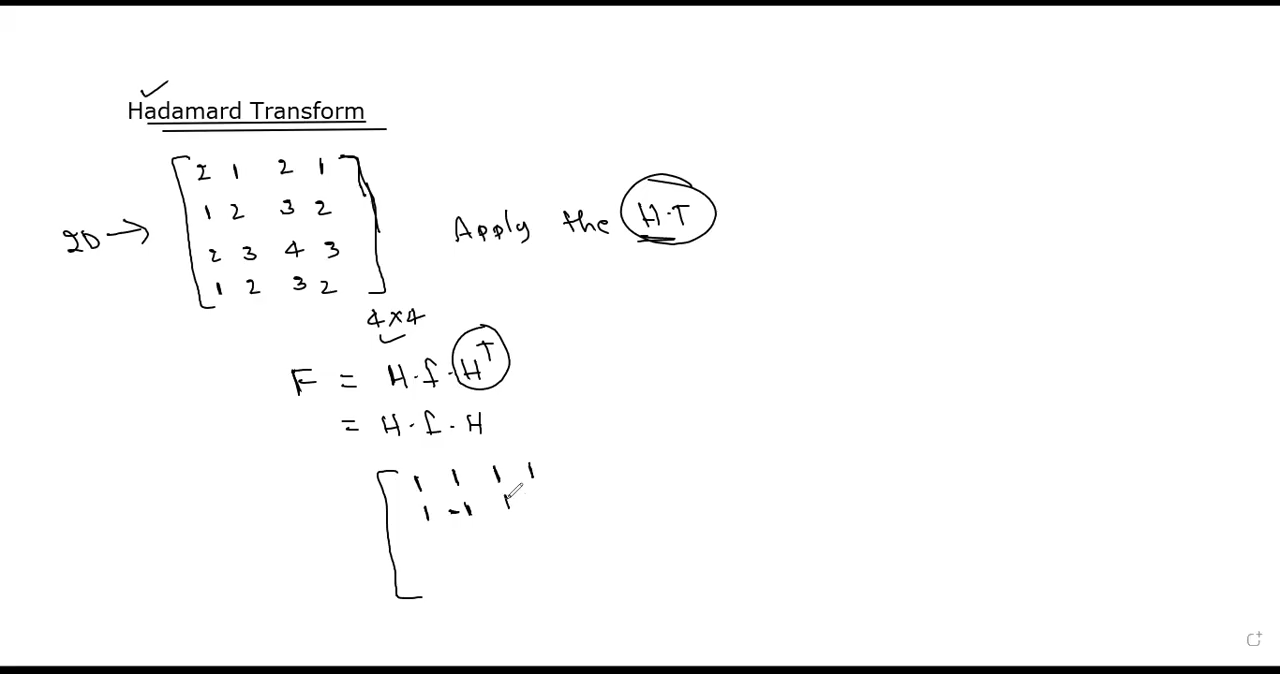 Hadamard Transform
2 1 2 1
1 2 3 2
2D → 2 3 4 3 Apply the H.T
1 2 3 2
4×4
F = H·f·H^T
= H·f·H
1 1 1 1
1 -1 1